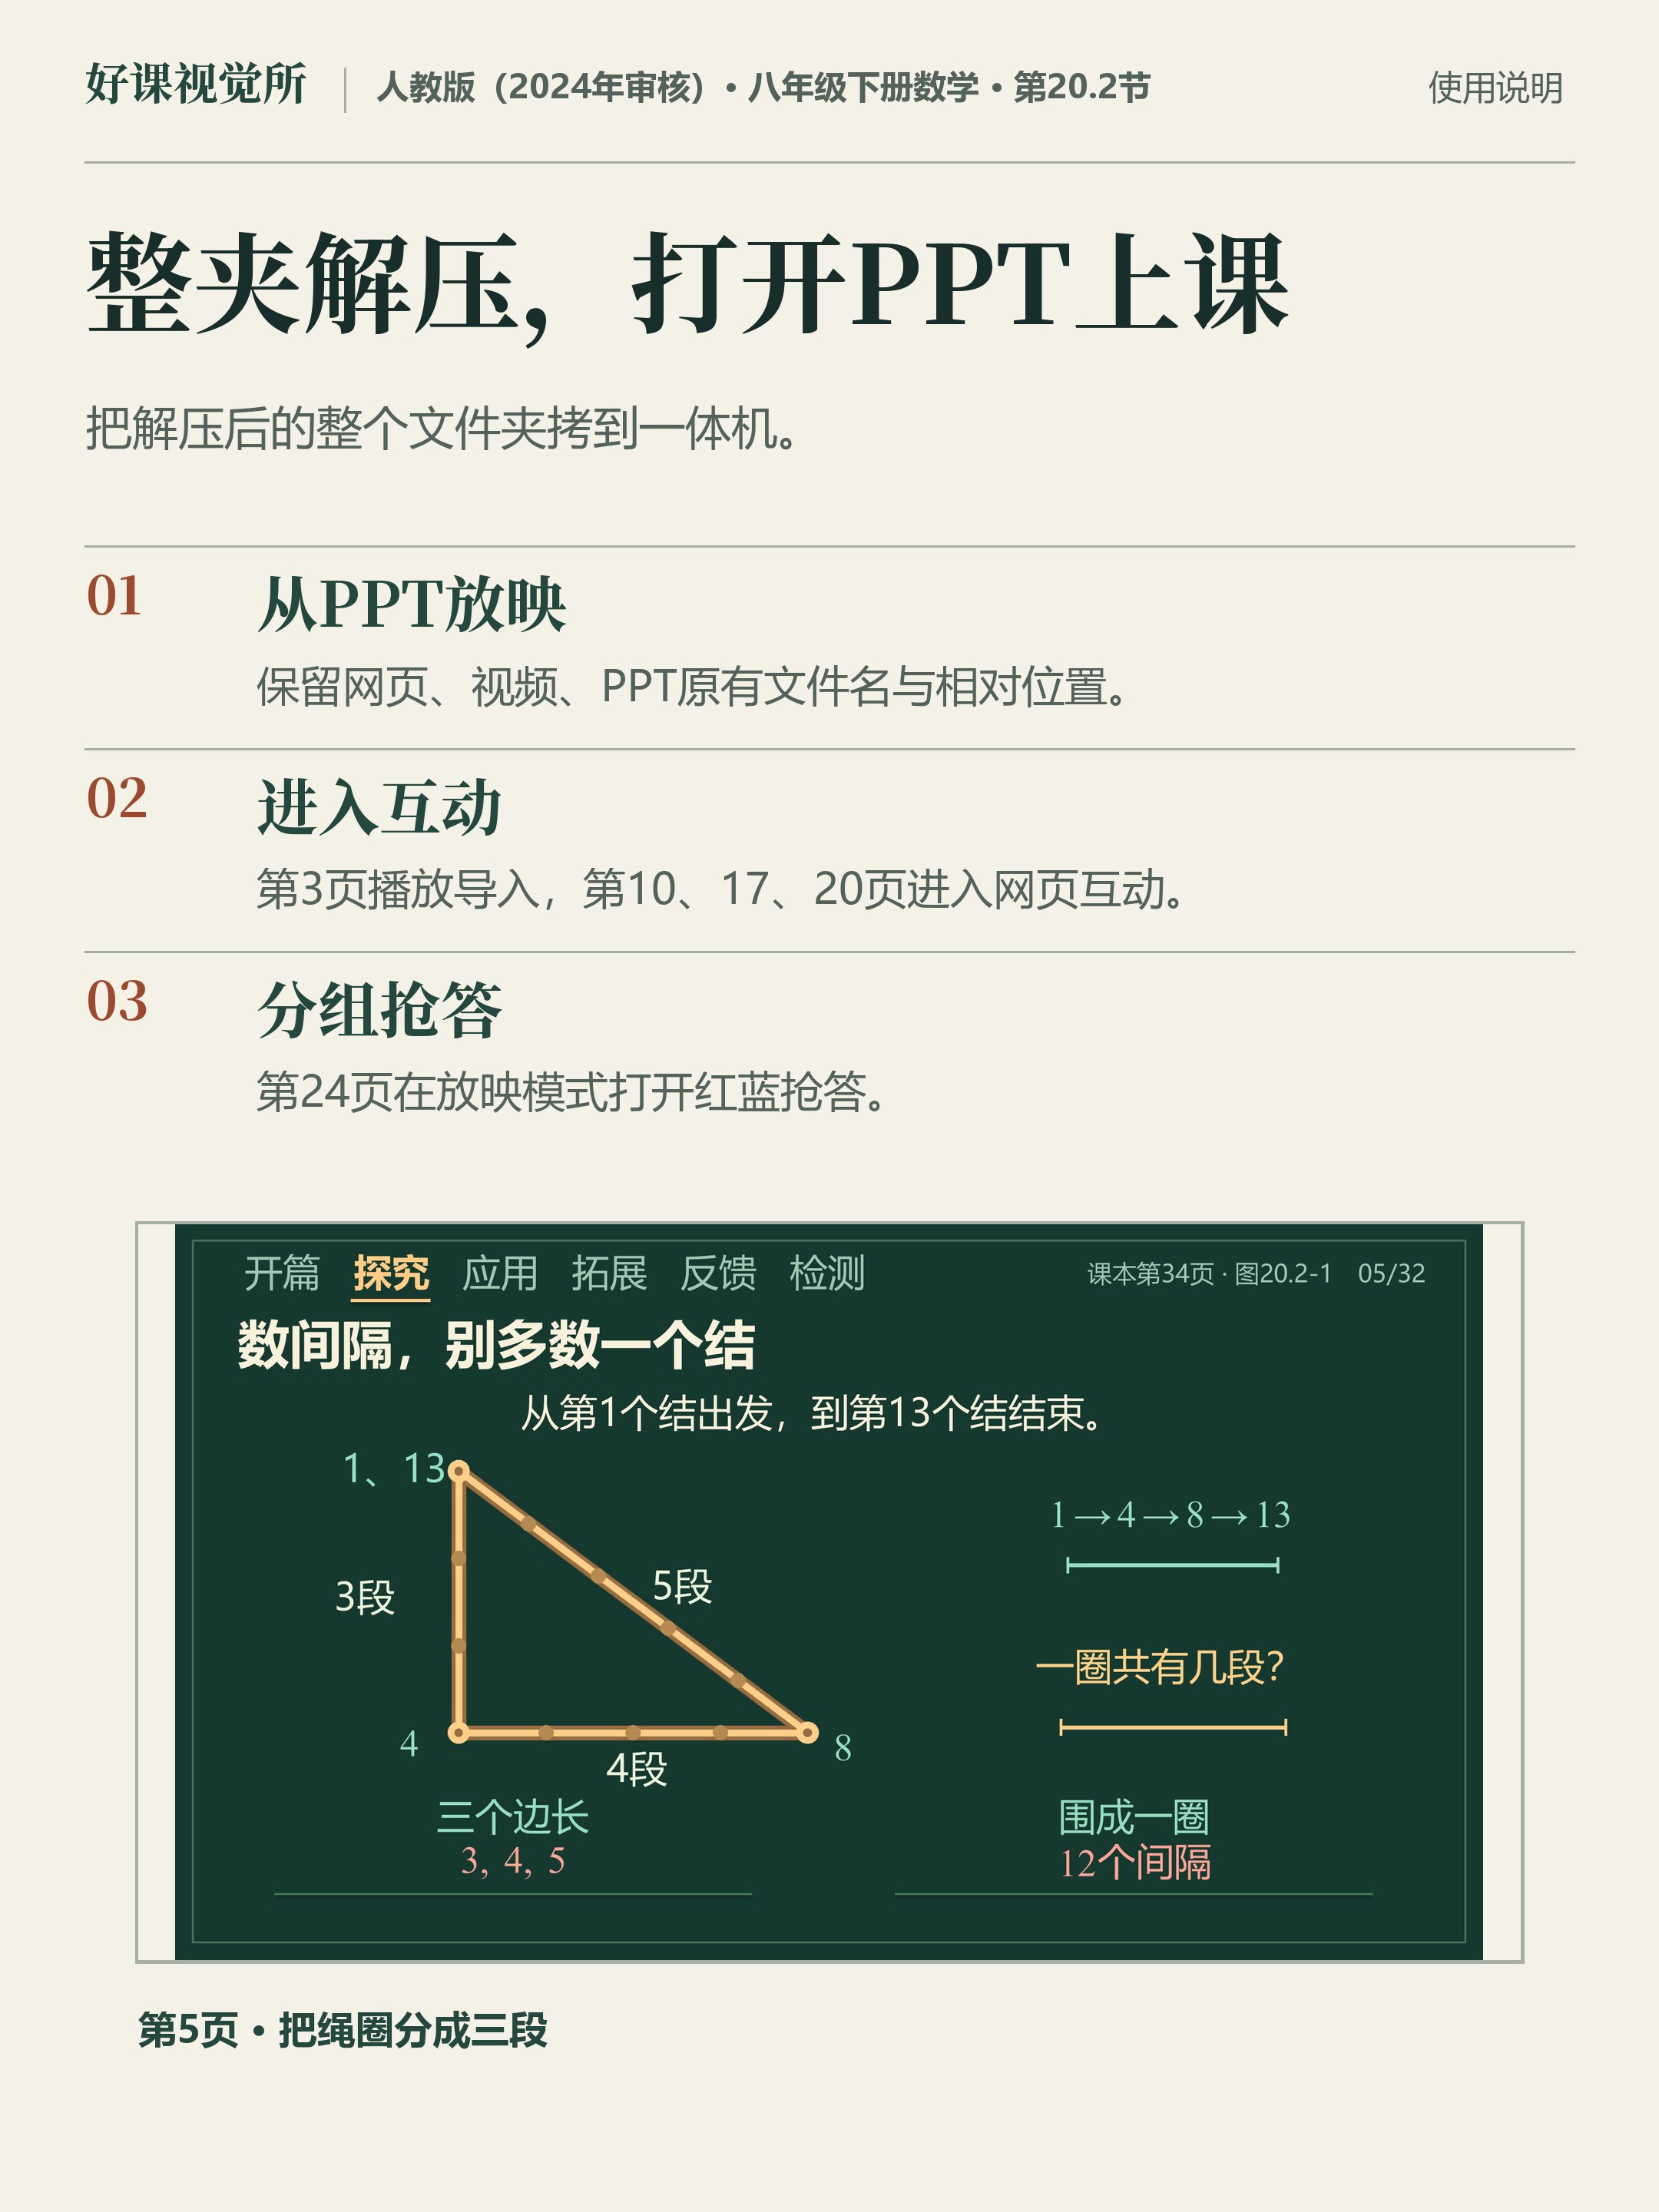 好课视觉所
人教版（2024年审核）• 八年级下册数学 • 第20.2节
使用说明
整夹解压，打开PPT上课
把解压后的整个文件夹拷到一体机。
01
从PPT放映
保留网页、视频、PPT原有文件名与相对位置。
02
进入互动
第3页播放导入，第10、17、20页进入网页互动。
03
分组抢答
第24页在放映模式打开红蓝抢答。
开篇 探究 应用 拓展 反馈 检测
课本第34页 · 图20.2-1 05/32
数间隔，别多数一个结
从第1个结出发，到第13个结结束。
1、13
1→4→8→13
3段
5段
一圈共有几段？
4
8
4段
三个边长
3, 4, 5
围成一圈
12个间隔
第5页 • 把绳圈分成三段